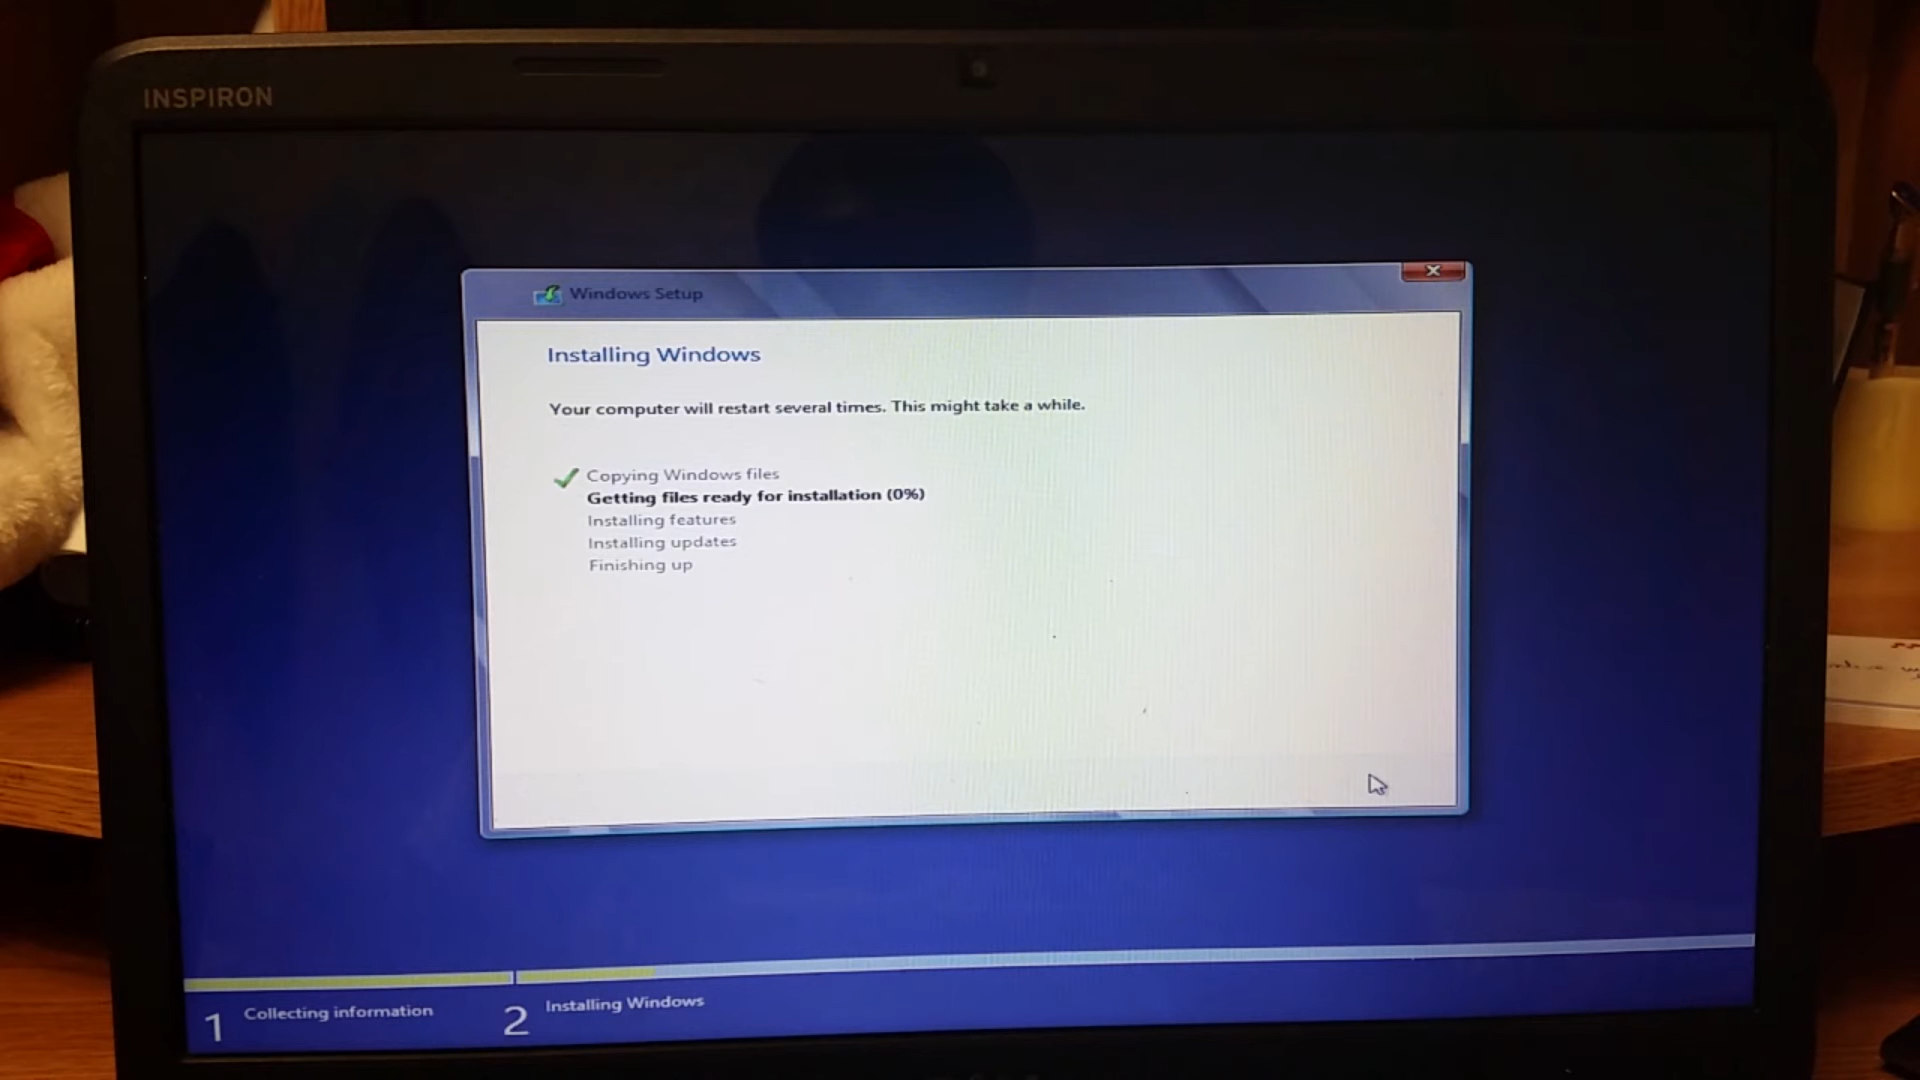 INSPIRON
Windows Setup
Installing Windows
Your computer will restart several times. This might take a while.
Copying Windows files
Getting files ready for installation (0%)
Installing features
Installing updates
Finishing up
1 Collecting information
2 Installing Windows